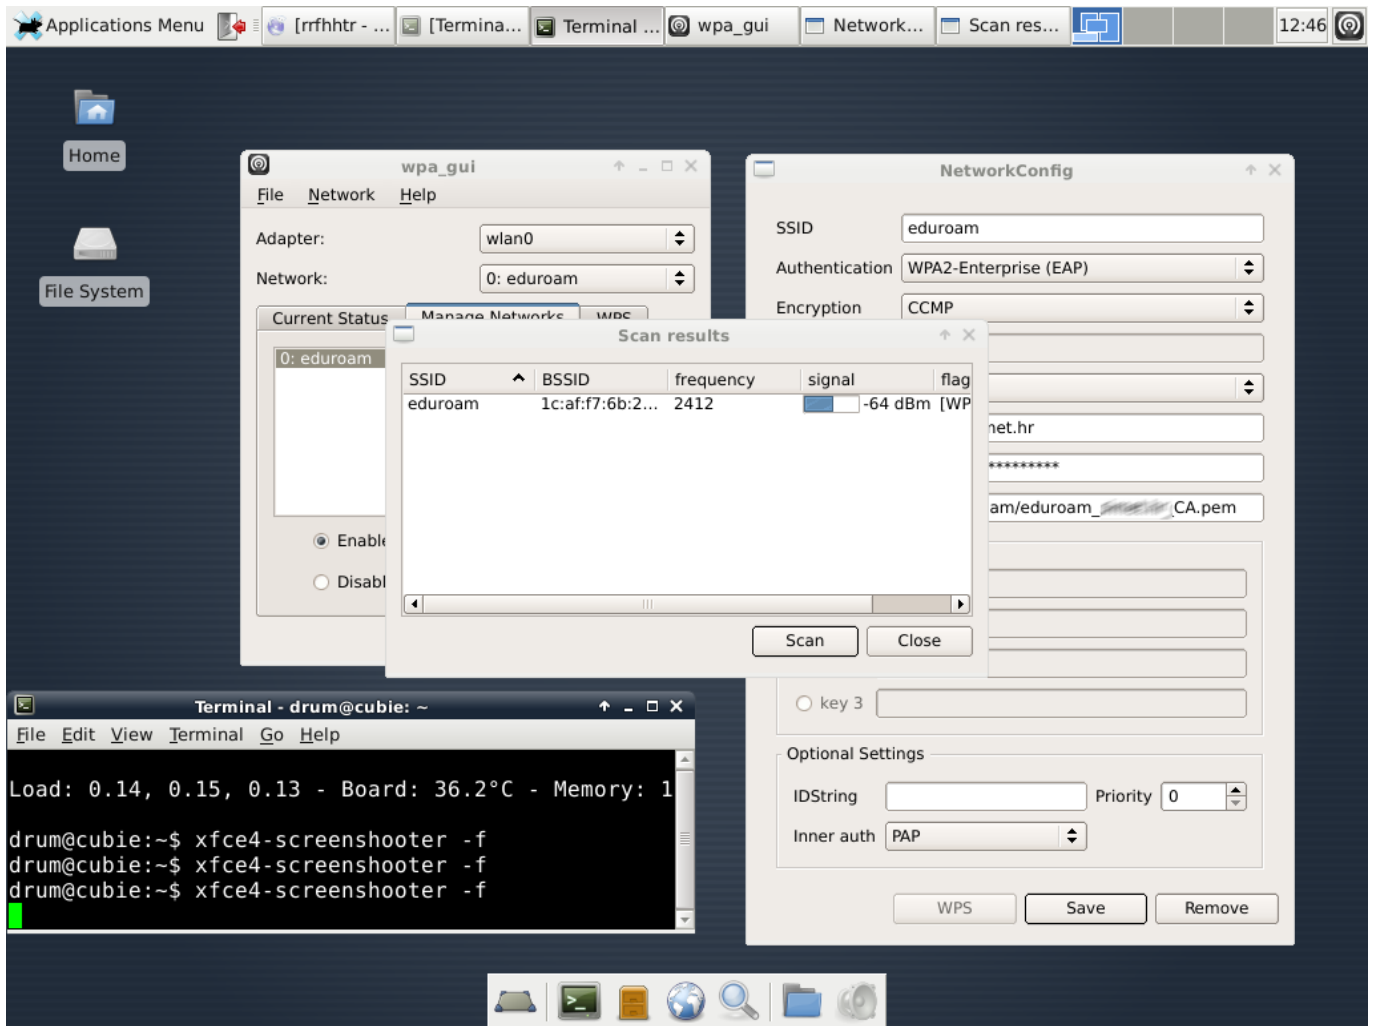 Applications Menu [rrfhhtr - ... [Termina... Terminal ... wpa_gui Network... Scan res... 12:46
Home
File System
wpa_gui
File Network Help
Adapter: wlan0
Network: 0: eduroam
Current Status Manage Networks WPS
0: eduroam
Enable
Disabl
NetworkConfig
SSID eduroam
Authentication WPA2-Enterprise (EAP)
Encryption CCMP
net.hr
*********
am/eduroam_ _CA.pem
key 3
Optional Settings
IDString Priority 0
Inner auth PAP
WPS Save Remove
Scan results
SSID BSSID frequency signal flag
eduroam 1c:af:f7:6b:2... 2412 -64 dBm [WP
Scan Close
Terminal - drum@cubie: ~
File Edit View Terminal Go Help
Load: 0.14, 0.15, 0.13 - Board: 36.2°C - Memory: 1
drum@cubie:~$ xfce4-screenshooter -f
drum@cubie:~$ xfce4-screenshooter -f
drum@cubie:~$ xfce4-screenshooter -f